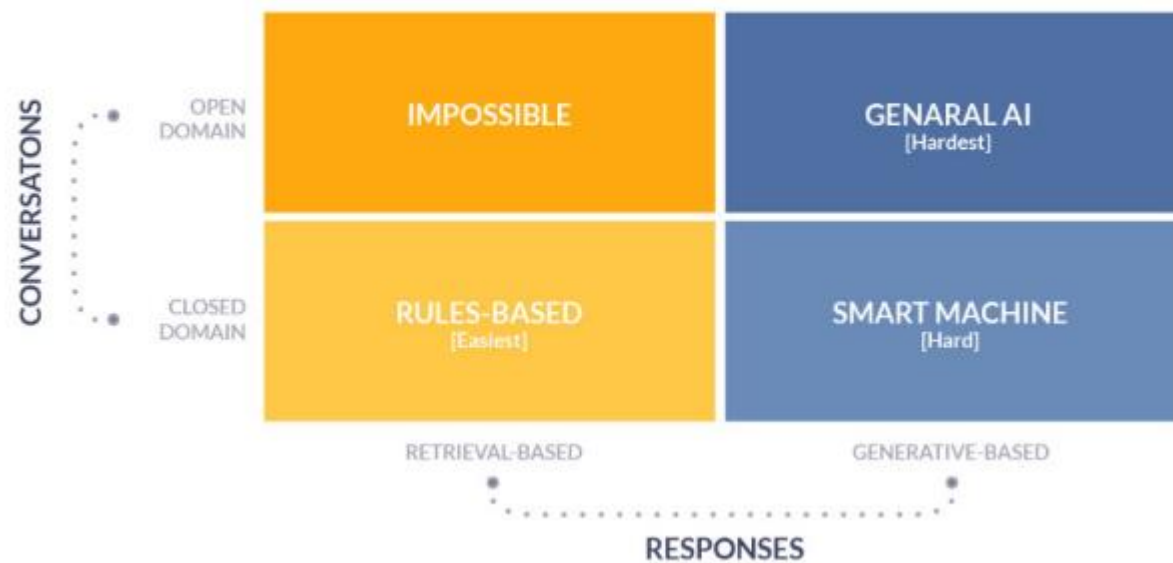 CONVERSATONS
OPEN
DOMAIN
IMPOSSIBLE
GENARAL AI
[Hardest]
CLOSED
DOMAIN
RULES-BASED
[Easiest]
SMART MACHINE
[Hard]
RETRIEVAL-BASED
GENERATIVE-BASED
RESPONSES